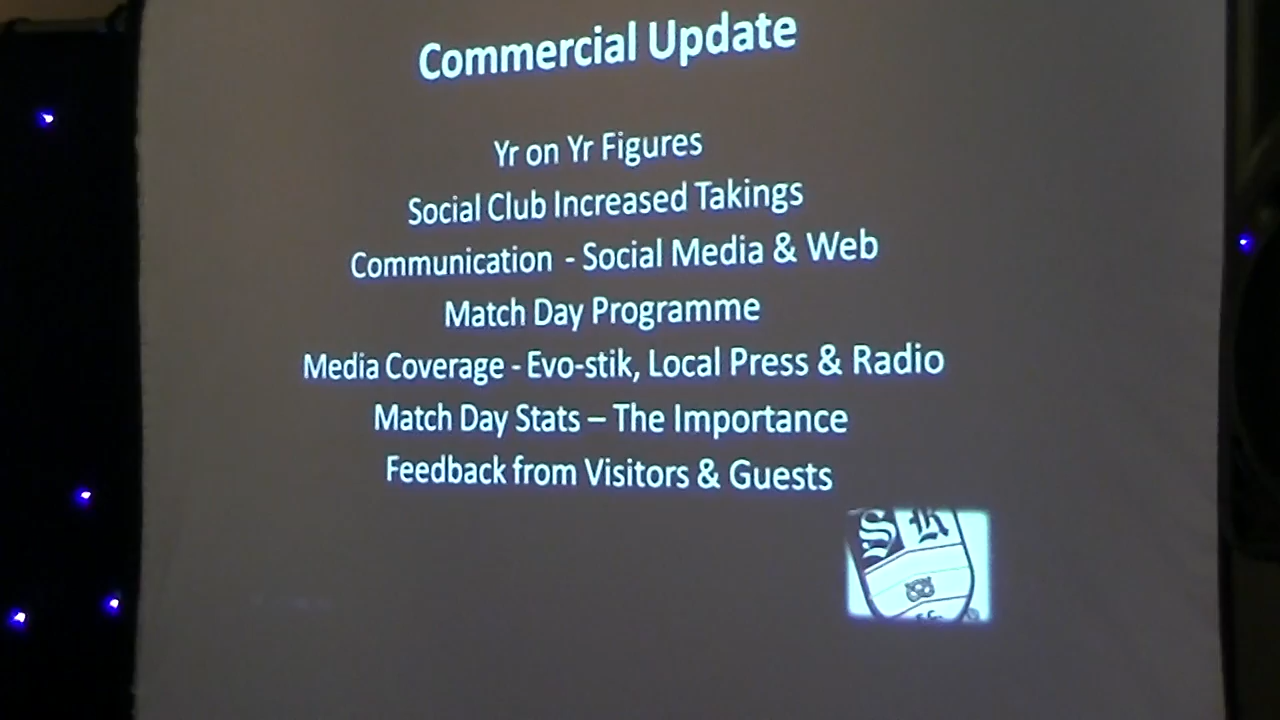 Commercial Update
Yr on Yr Figures
Social Club Increased Takings
Communication - Social Media & Web
Match Day Programme
Media Coverage - Evo-stik, Local Press & Radio
Match Day Stats – The Importance
Feedback from Visitors & Guests
S R